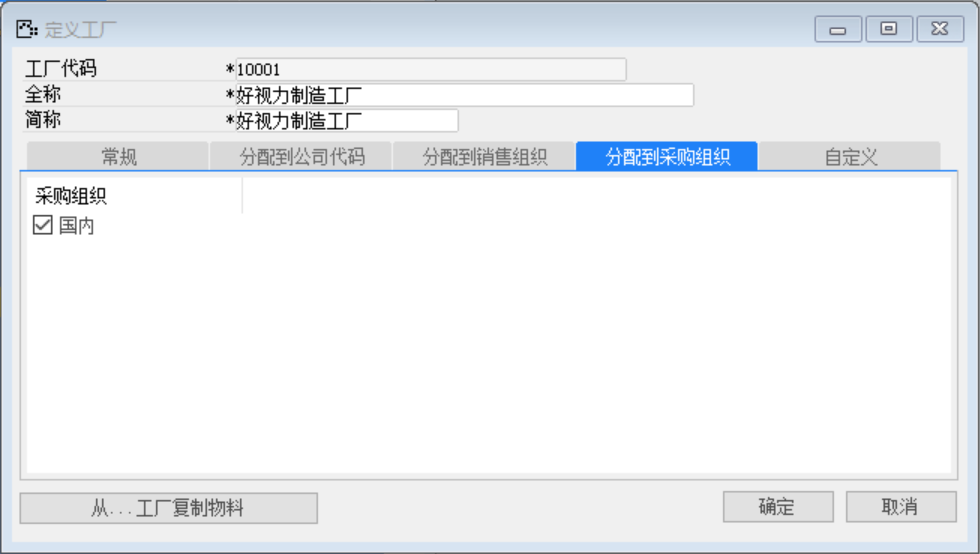 定义工厂
工厂代码 *10001
全称 *好视力制造工厂
简称 *好视力制造工厂
常规 分配到公司代码 分配到销售组织 分配到采购组织 自定义
采购组织
国内
从...工厂复制物料 确定 取消